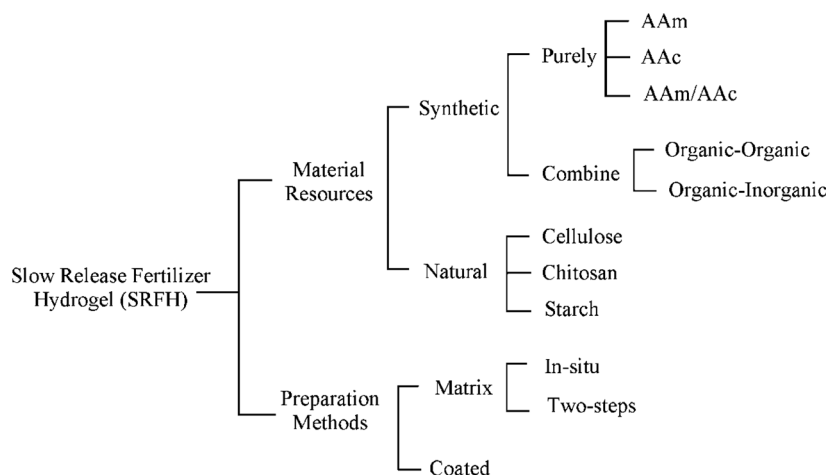 Slow Release Fertilizer
Hydrogel (SRFH)
Material
Resources
Synthetic
Purely
AAm
AAc
AAm/AAc
Combine
Organic-Organic
Organic-Inorganic
Natural
Cellulose
Chitosan
Starch
Preparation
Methods
Matrix
In-situ
Two-steps
Coated